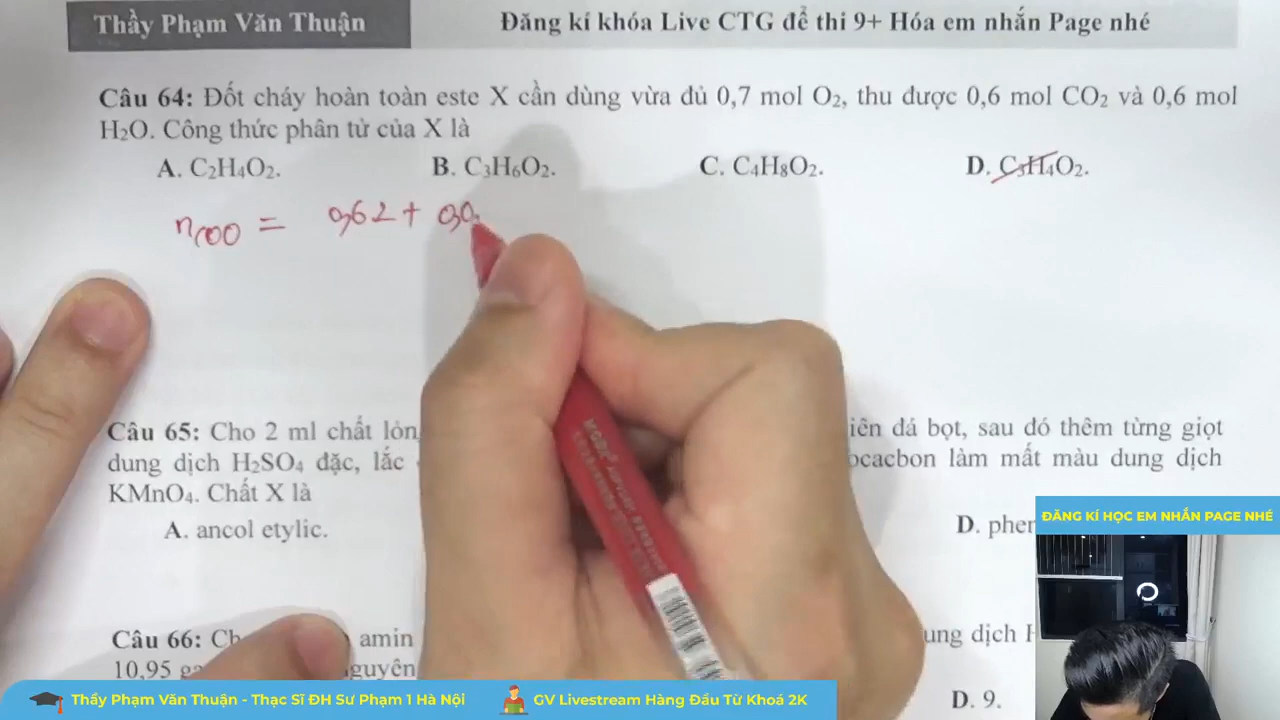 Thầy Phạm Văn Thuận
Đăng kí khóa Live CTG để thi 9+ Hóa em nhắn Page nhé
Câu 64: Đốt cháy hoàn toàn este X cần dùng vừa đủ 0,7 mol O₂, thu được 0,6 mol CO₂ và 0,6 mol
H₂O. Công thức phân tử của X là
A. C₂H₄O₂. B. C₃H₆O₂. C. C₄H₈O₂. D. C₃H₄O₂.
nCOO = 0,62 + 0,0
Câu 65: Cho 2 ml chất lỏn iên đá bọt, sau đó thêm từng giọt
dung dịch H₂SO₄ đặc, lắc ocacbon làm mất màu dung dịch
KMnO₄. Chất X là
A. ancol etylic. D. phen
ĐĂNG KÍ HỌC EM NHẮN PAGE NHÉ
Câu 66: Ch amin ung dịch H
10,95 ga nguyên D. 9.
Thầy Phạm Văn Thuận - Thạc Sĩ ĐH Sư Phạm 1 Hà Nội
GV Livestream Hàng Đầu Từ Khoá 2K